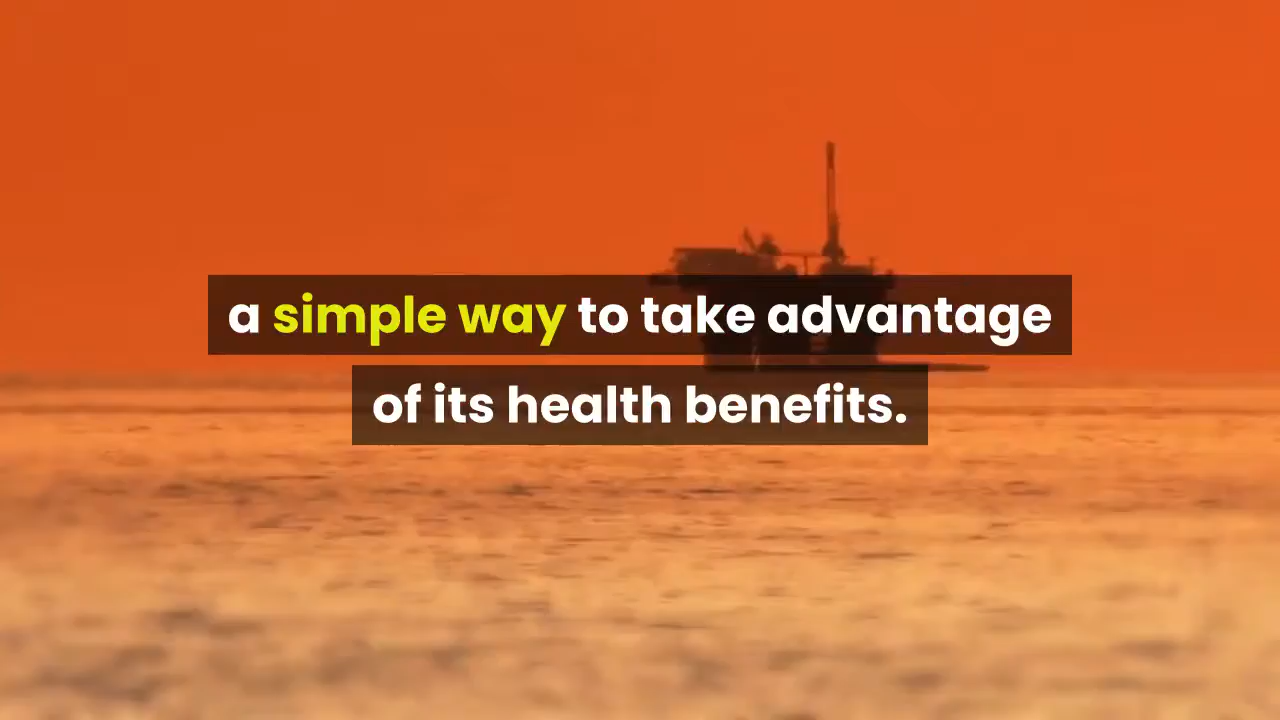 a simple way to take advantage
of its health benefits.